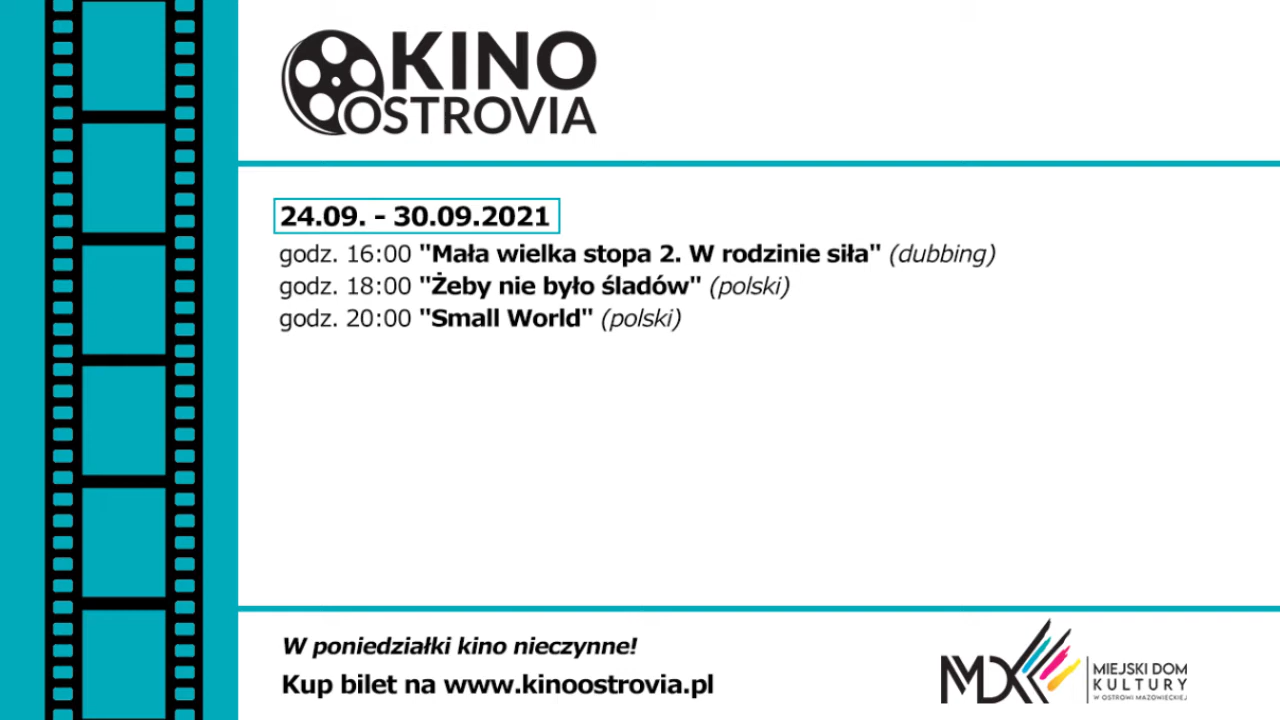 KINO
OSTROVIA
24.09. - 30.09.2021
godz. 16:00 "Mała wielka stopa 2. W rodzinie siła" (dubbing)
godz. 18:00 "Żeby nie było śladów" (polski)
godz. 20:00 "Small World" (polski)
W poniedziałki kino nieczynne!
Kup bilet na www.kinoostrovia.pl
MDK
MIEJSKI DOM
KULTURY
W OSTROWI MAZOWIECKIEJ